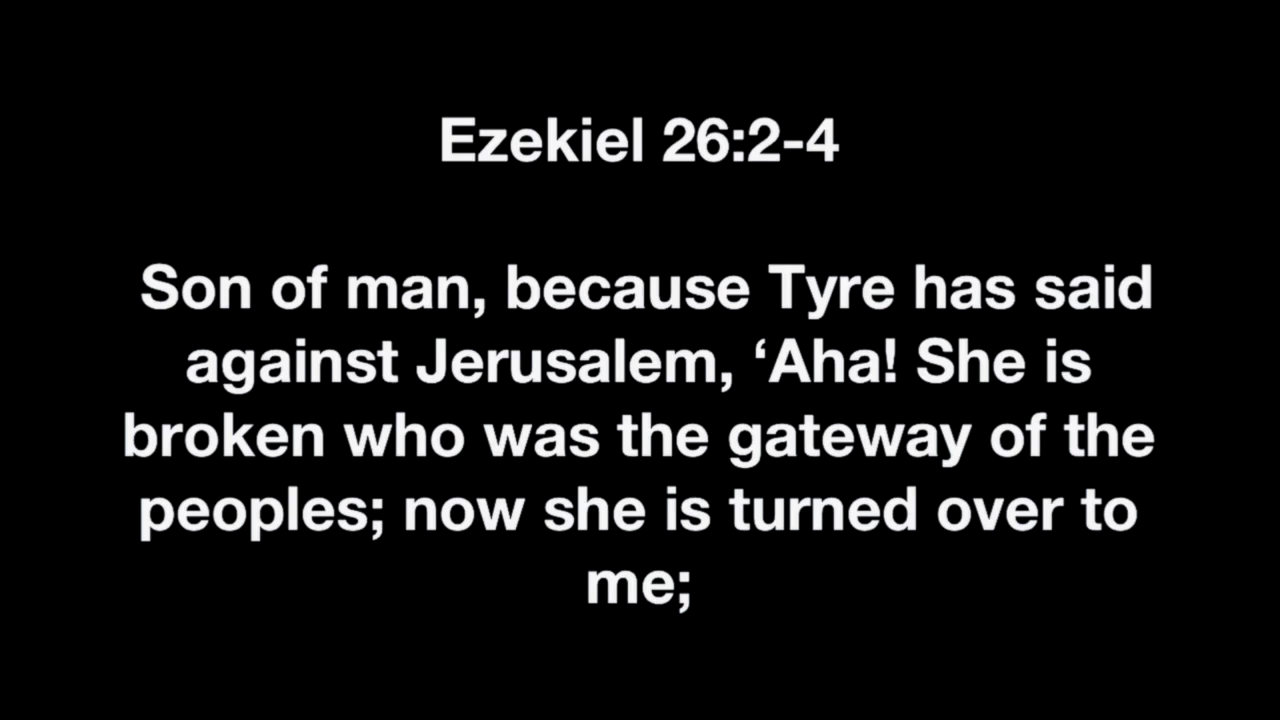 Ezekiel 26:2-4
Son of man, because Tyre has said
against Jerusalem, ‘Aha! She is
broken who was the gateway of the
peoples; now she is turned over to
me;